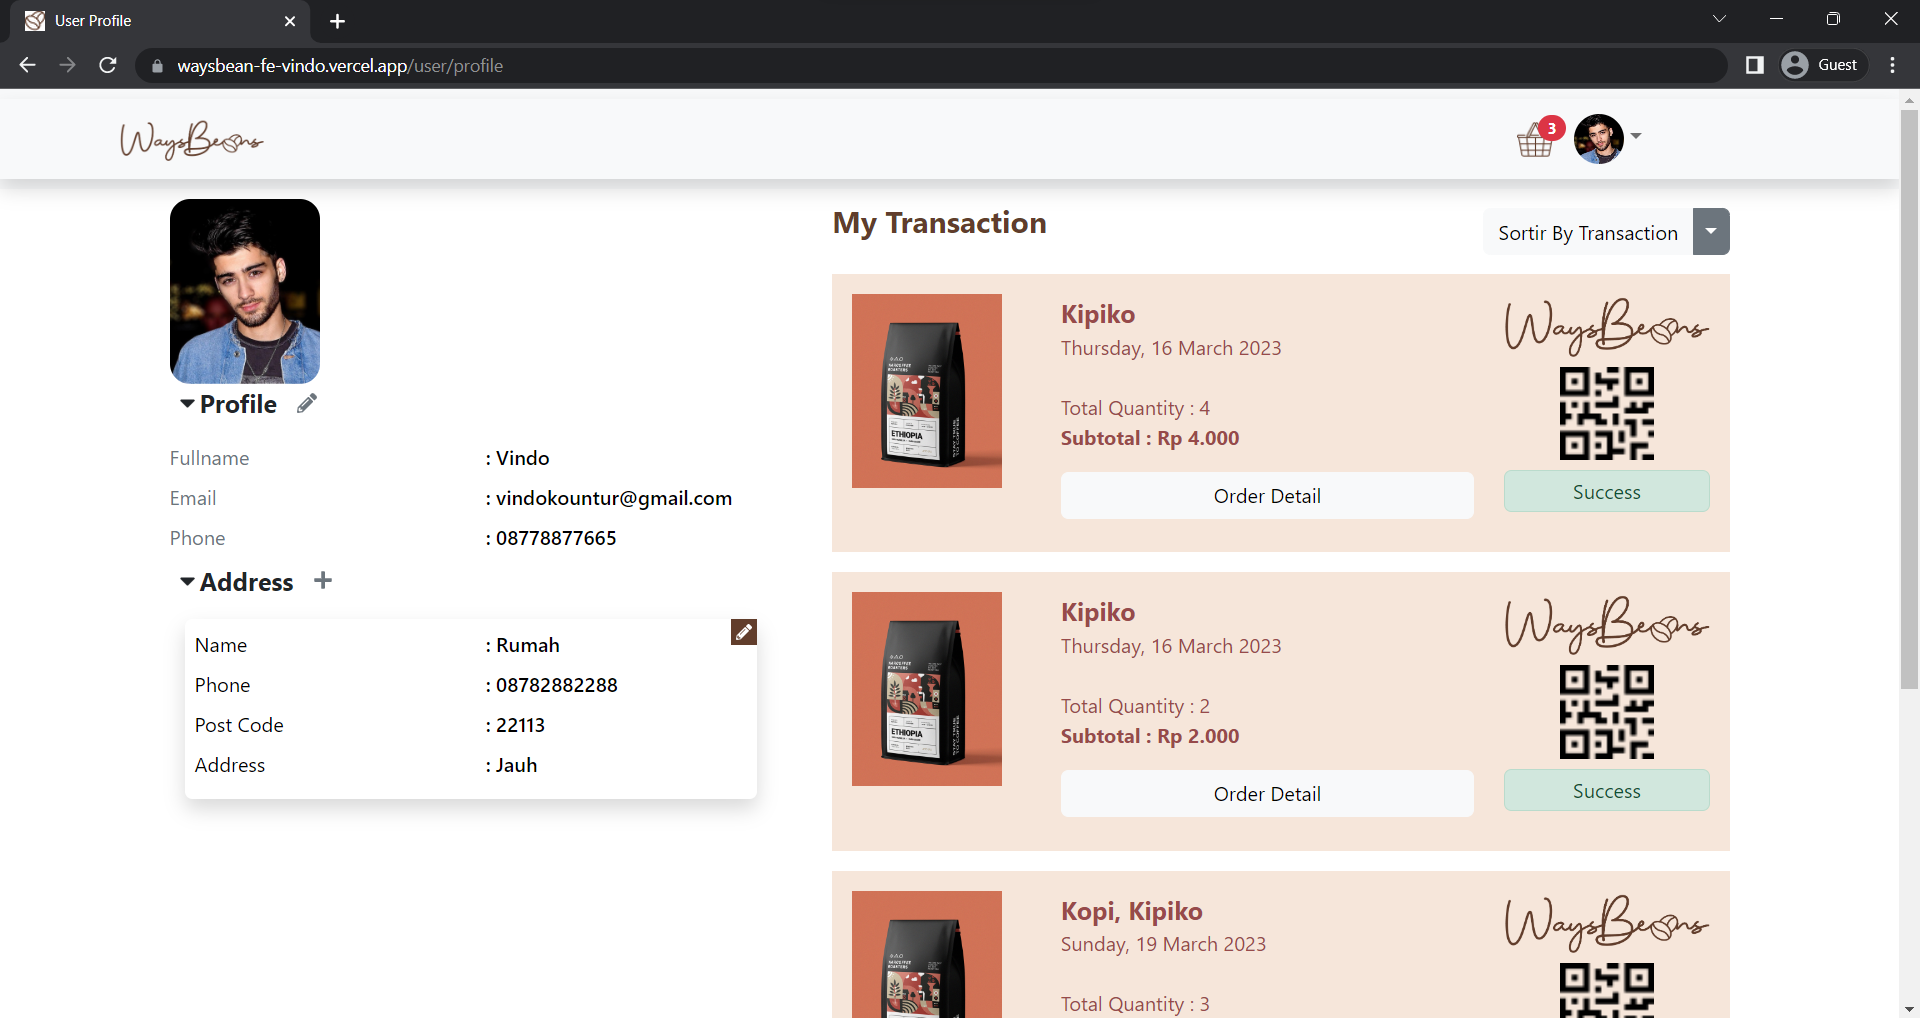 User Profile
waysbean-fe-vindo.vercel.app/user/profile
Guest
WaysBeans
3
My Transaction
Sortir By Transaction
Profile
Fullname : Vindo
Email : vindokountur@gmail.com
Phone : 08778877665
Address
Name : Rumah
Phone : 08782882288
Post Code : 22113
Address : Jauh
Kipiko
Thursday, 16 March 2023
Total Quantity : 4
Subtotal : Rp 4.000
Order Detail
WaysBeans
Success
ETHIOPIA
Kipiko
Thursday, 16 March 2023
Total Quantity : 2
Subtotal : Rp 2.000
Order Detail
WaysBeans
Success
ETHIOPIA
Kopi, Kipiko
Sunday, 19 March 2023
Total Quantity : 3
WaysBeans